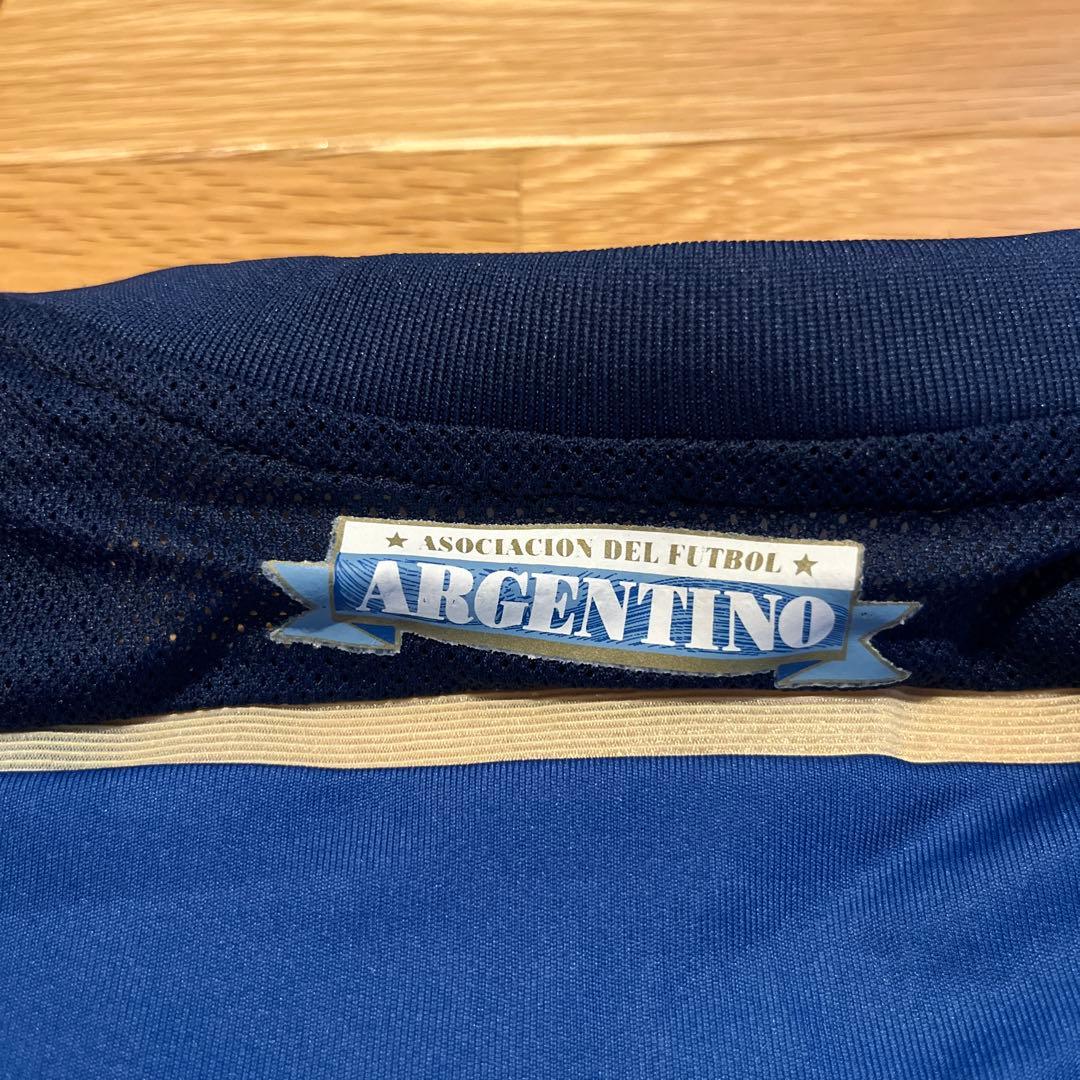 ★ ASOCIACION DEL FUTBOL ★
ARGENTINO